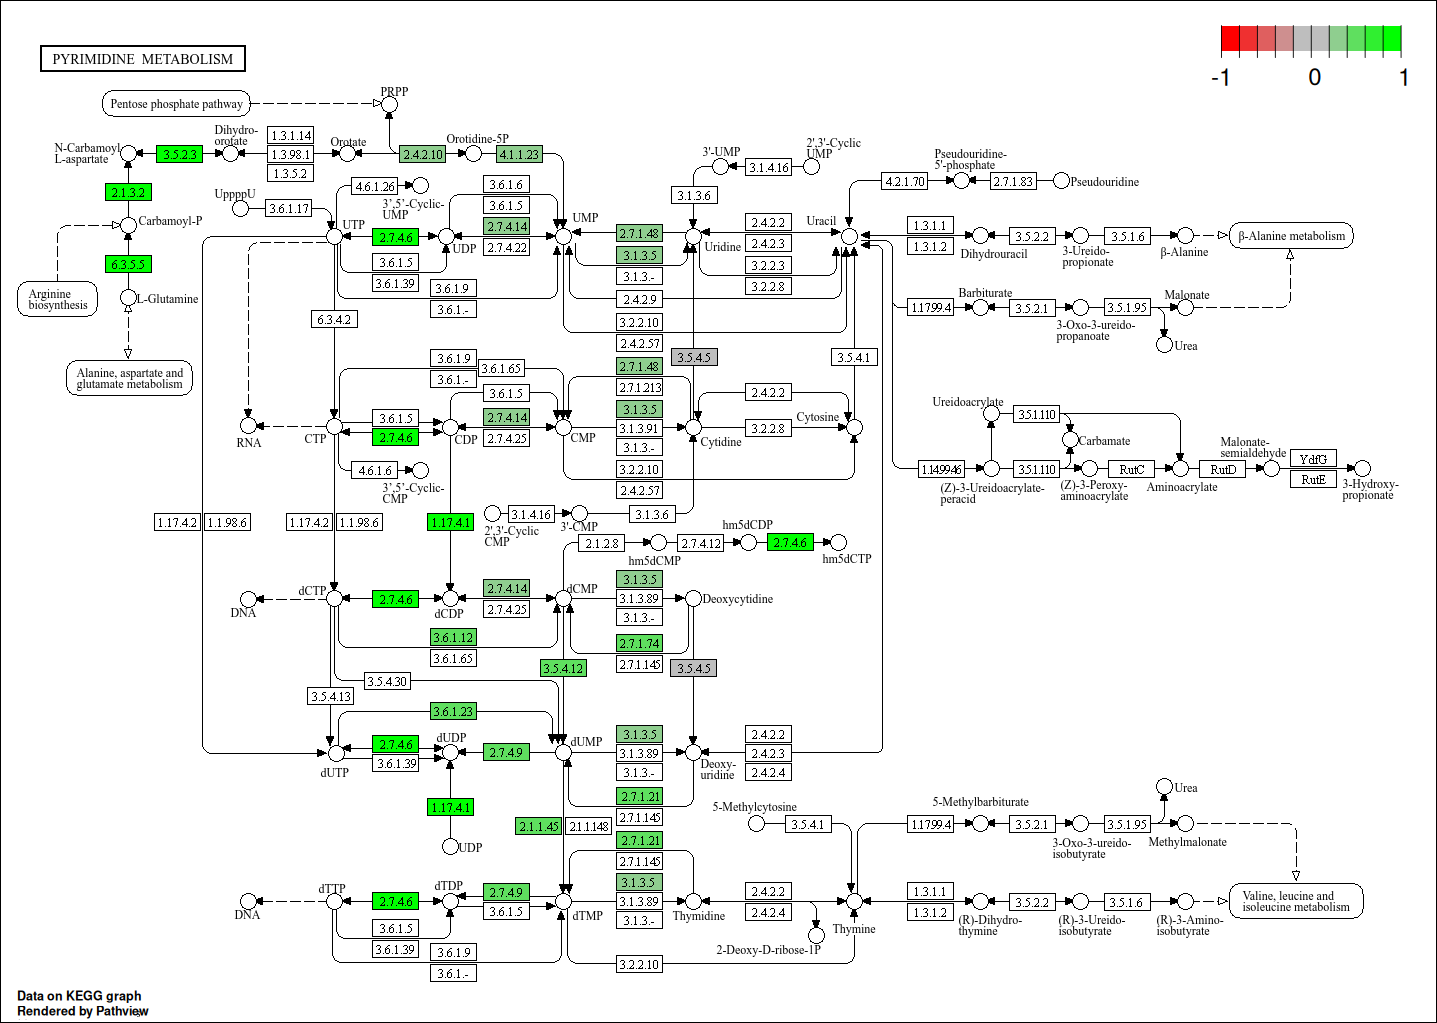 PYRIMIDINE METABOLISM
-1
0
1
Pentose phosphate pathway
PRPP
N-Carbamoyl-
L-aspartate
3.5.2.3
Dihydro-
orotate
1.3.1.14
1.3.98.1
1.3.5.2
Orotate
2.4.2.10
Orotidine-5P
4.1.1.23
2.1.3.2
Carbamoyl-P
6.3.5.5
L-Glutamine
Arginine
biosynthesis
Alanine, aspartate and
glutamate metabolism
UppppU
3.6.1.17
UTP
4.6.1.26
3',5'-Cyclic-
UMP
2.7.4.6
3.6.1.5
3.6.1.39
UDP
3.6.1.6
3.6.1.5
2.7.4.14
2.7.4.22
3.6.1.9
3.6.1.-
UMP
2.7.1.48
3.1.3.5
3.1.3.-
2.4.2.9
3.2.2.10
2.4.2.57
3'-UMP
3.1.4.16
2',3'-Cyclic
UMP
3.1.3.6
Uridine
2.4.2.2
2.4.2.3
3.2.2.3
3.2.2.8
Uracil
4.2.1.70
Pseudouridine-
5'-phosphate
2.7.1.83
Pseudouridine
1.3.1.1
1.3.1.2
Dihydrouracil
3.5.2.2
3-Ureido-
propionate
3.5.1.6
β-Alanine
β-Alanine metabolism
1.1799.4
Barbiturate
3.5.2.1
3-Oxo-3-ureido-
propanoate
3.5.1.95
Malonate
Urea
6.3.4.2
3.6.1.9
3.6.1.-
3.6.1.65
2.7.1.48
2.7.1.213
3.5.4.5
3.5.4.1
RNA
CTP
3.6.1.5
2.7.4.6
CDP
3.6.1.5
2.7.4.14
2.7.4.25
CMP
3.1.3.5
3.1.3.91
3.1.3.-
3.2.2.10
2.4.2.57
Cytidine
2.4.2.2
3.2.2.8
Cytosine
4.6.1.6
3',5'-Cyclic-
CMP
Ureidoacrylate
3.5.1.110
Carbamate
1.14.99.46
(Z)-3-Ureidoacrylate-
peracid
3.5.1.110
(Z)-3-Peroxy-
aminoacrylate
RutC
Aminoacrylate
RutD
Malonate-
semialdehyde
YdfG
RutE
3-Hydroxy-
propionate
1.17.4.2
1.1.98.6
1.17.4.2
1.1.98.6
1.17.4.1
2',3'-Cyclic
CMP
3.1.4.16
3'-CMP
3.1.3.6
2.1.2.8
hm5dCMP
2.7.4.12
hm5dCDP
2.7.4.6
hm5dCTP
DNA
dCTP
2.7.4.6
dCDP
2.7.4.14
2.7.4.25
dCMP
3.1.3.5
3.1.3.89
3.1.3.-
Deoxycytidine
3.6.1.12
3.6.1.65
2.7.1.74
2.7.1.145
3.5.4.12
3.5.4.5
3.5.4.30
3.5.4.13
3.6.1.23
dUTP
2.7.4.6
3.6.1.39
dUDP
2.7.4.9
dUMP
3.1.3.5
3.1.3.89
3.1.3.-
Deoxy-
uridine
2.4.2.2
2.4.2.3
2.4.2.4
1.17.4.1
UDP
2.7.1.21
2.7.1.145
2.1.1.45
2.1.1.148
2.7.1.21
2.7.1.145
5-Methylcytosine
3.5.4.1
5-Methylbarbiturate
1.1799.4
3.5.2.1
3-Oxo-3-ureido-
isobutyrate
3.5.1.95
Urea
Methylmalonate
DNA
dTTP
2.7.4.6
3.6.1.5
3.6.1.39
dTDP
2.7.4.9
3.6.1.5
3.6.1.9
3.6.1.-
dTMP
3.1.3.5
3.1.3.89
3.1.3.-
3.2.2.10
Thymidine
2.4.2.2
2.4.2.4
2-Deoxy-D-ribose-1P
Thymine
1.3.1.1
1.3.1.2
(R)-Dihydro-
thymine
3.5.2.2
(R)-3-Ureido-
isobutyrate
3.5.1.6
(R)-3-Amino-
isobutyrate
Valine, leucine and
isoleucine metabolism
Data on KEGG graph
Rendered by Pathview